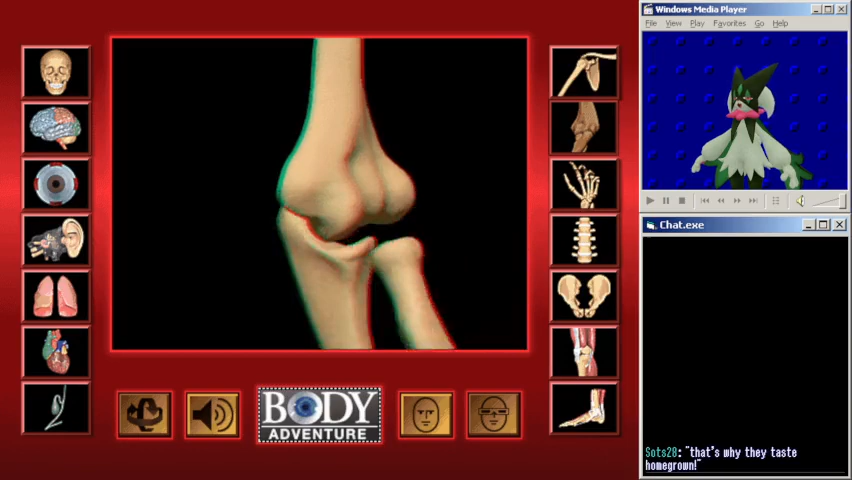 Windows Media Player
File View Play Favorites Go Help
Chat.exe
BODY
ADVENTURE
Sots28: "that's why they taste
homegrown!"